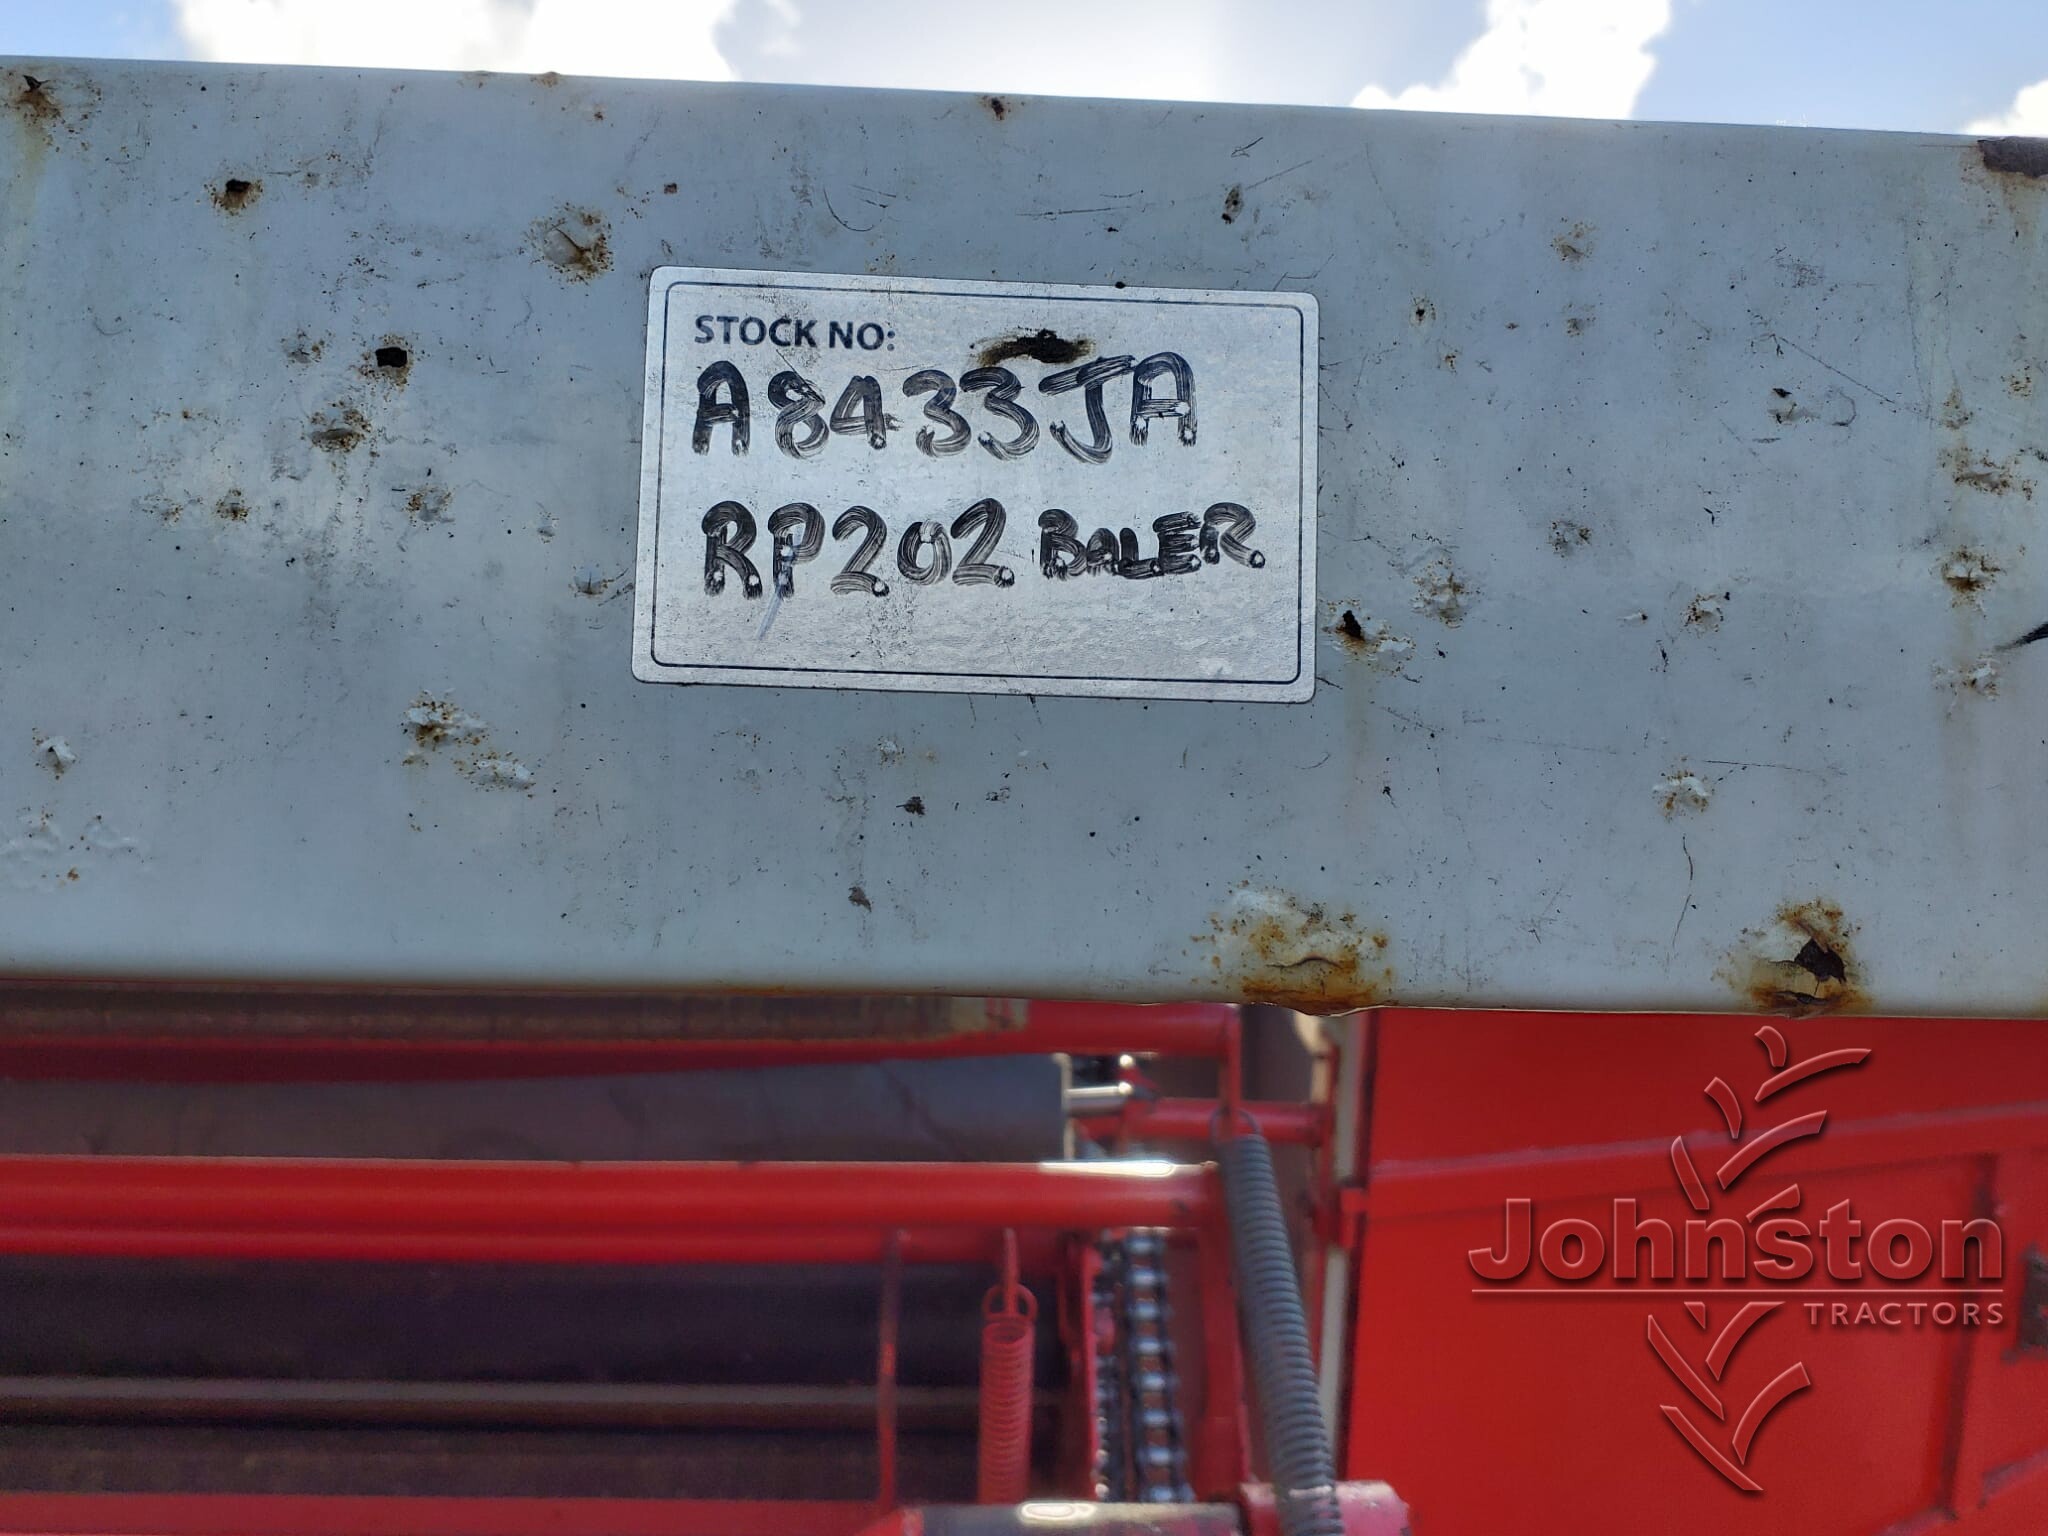 STOCK NO:
A8433JA
RP202 BALER
Johnston
TRACTORS